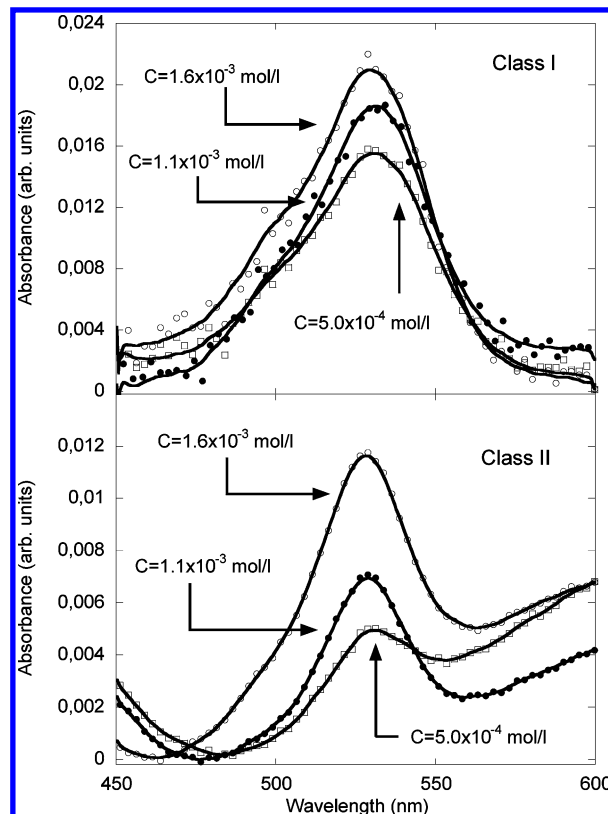 0,024
Class I
C=1.6x10⁻³ mol/l
0,02
0,016
C=1.1x10⁻³ mol/l
0,012
0,008
C=5.0x10⁻⁴ mol/l
0,004
0
Absorbance (arb. units)
0,012
C=1.6x10⁻³ mol/l
Class II
0,01
0,008
C=1.1x10⁻³ mol/l
0,006
0,004
0,002
C=5.0x10⁻⁴ mol/l
0
Absorbance (arb. units)
450 500 550 600
Wavelength (nm)